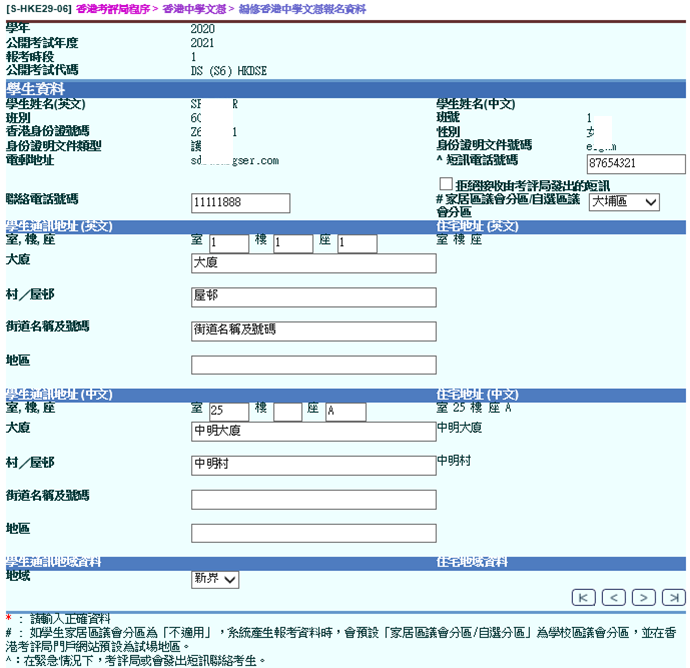 [S-HKE29-06] 香港考評局程序 > 香港中學文憑 > 編修香港中學文憑報名資料
學年 2020
公開考試年度 2021
報考時段 1
公開考試代碼 DS (S6) HKDSE
學生資料
學生姓名(英文) 學生姓名(中文)
班別 班號
香港身份證號碼 性別 女
身份證明文件類型 身份證明文件號碼
電郵地址 ^ 短訊電話號碼 87654321
拒絕接收由考評局發出的短訊
聯絡電話號碼 11111888 # 家居區議會分區/自選區議會分區 大埔區
學生通訊地址 (英文) 住宅地址 (英文)
室, 樓, 座 室 1 樓 1 座 1 室 樓 座
大廈 大廈
村／屋邨 屋邨
街道名稱及號碼 街道名稱及號碼
地區
學生通訊地址 (中文) 住宅地址 (中文)
室, 樓, 座 室 25 樓 座 A 室 25 樓 座 A
大廈 中明大廈 中明大廈
村／屋邨 中明村 中明村
街道名稱及號碼
地區
學生通訊地域資料 住宅地域資料
地域 新界
* : 請輸入正確資料
# : 如學生家居區議會分區為「不適用」，系統產生報考資料時，會預設「家居區議會分區/自選分區」為學校區議會分區，並在香
港考評局門戶網站預設為試場地區。
^：在緊急情況下，考評局或會發出短訊聯絡考生。